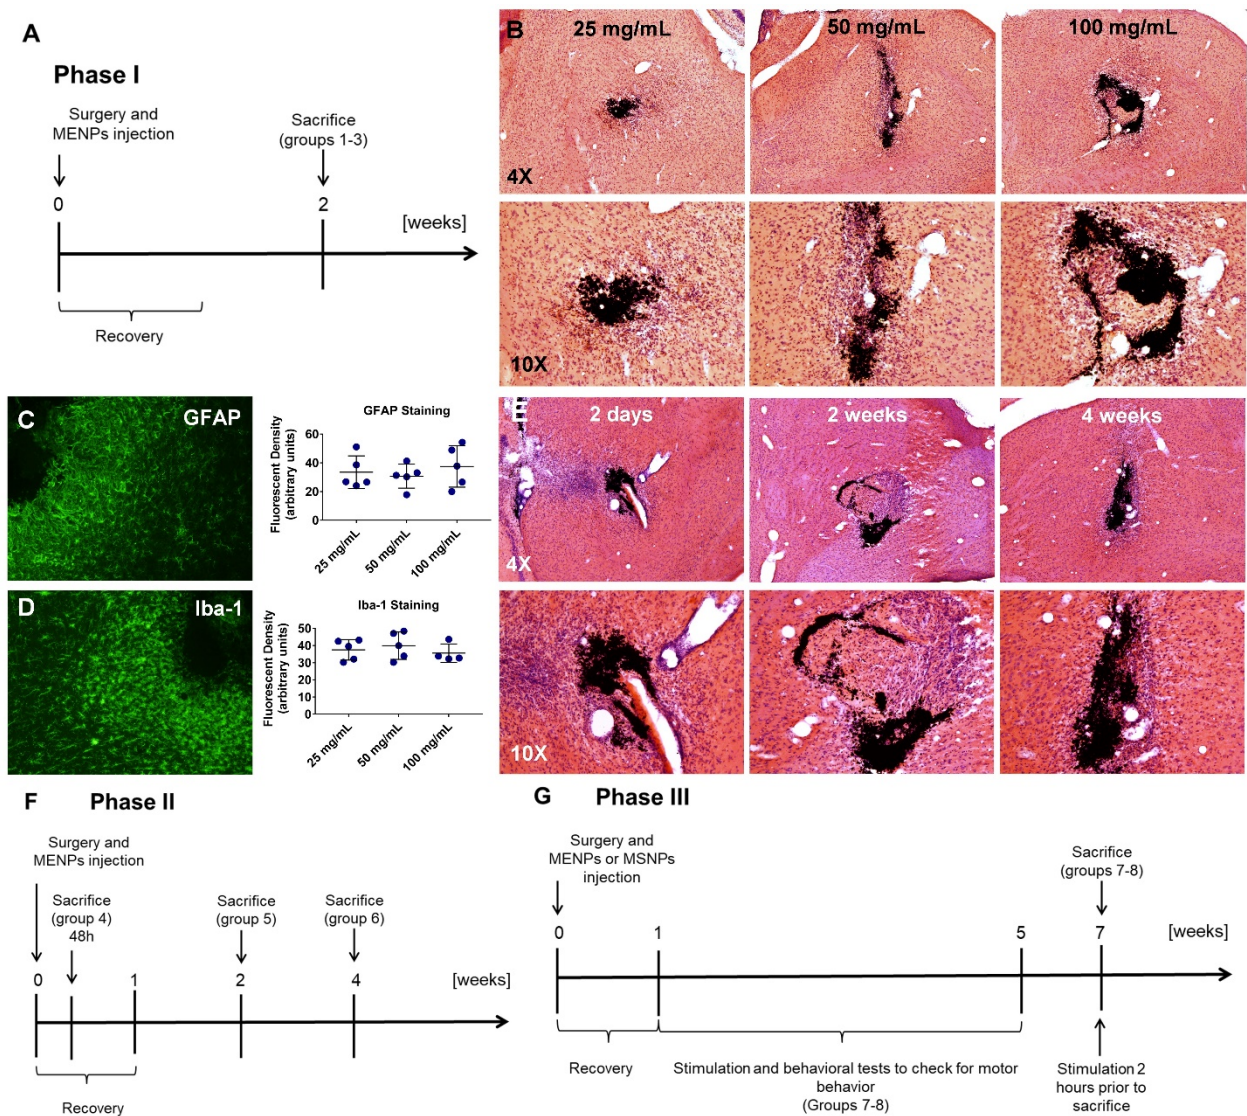 A
Phase I
Surgery and
MENPs injection
Sacrifice
(groups 1-3)
0
2
[weeks]
Recovery
B
25 mg/mL
50 mg/mL
100 mg/mL
4X
10X
C
GFAP
GFAP Staining
Fluorescent Density
(arbitrary units)
60
40
20
0
25 mg/mL
50 mg/mL
100 mg/mL
D
Iba-1
Iba-1 Staining
Fluorescent Density
(arbitrary units)
50
40
30
20
10
0
25 mg/mL
50 mg/mL
100 mg/mL
E
2 days
2 weeks
4 weeks
4X
10X
F
Phase II
Surgery and
MENPs injection
Sacrifice
(group 4)
48h
Sacrifice
(group 5)
Sacrifice
(group 6)
0
1
2
4
[weeks]
Recovery
G
Phase III
Surgery and
MENPs or MSNPs
injection
Sacrifice
(groups 7-8)
0
1
5
7
[weeks]
Recovery
Stimulation and behavioral tests to check for motor
behavior
(Groups 7-8)
Stimulation 2
hours prior to
sacrifice